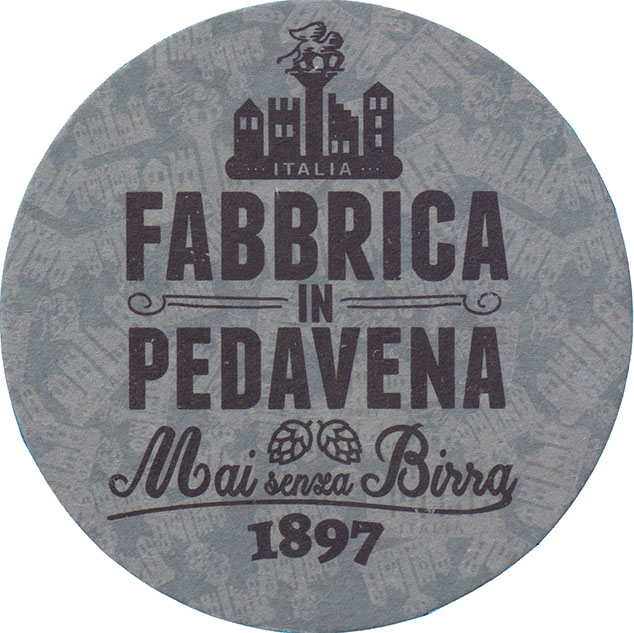 ··· ITALIA ···
FABBRICA
IN
PEDAVENA
Mai senza Birra
1897